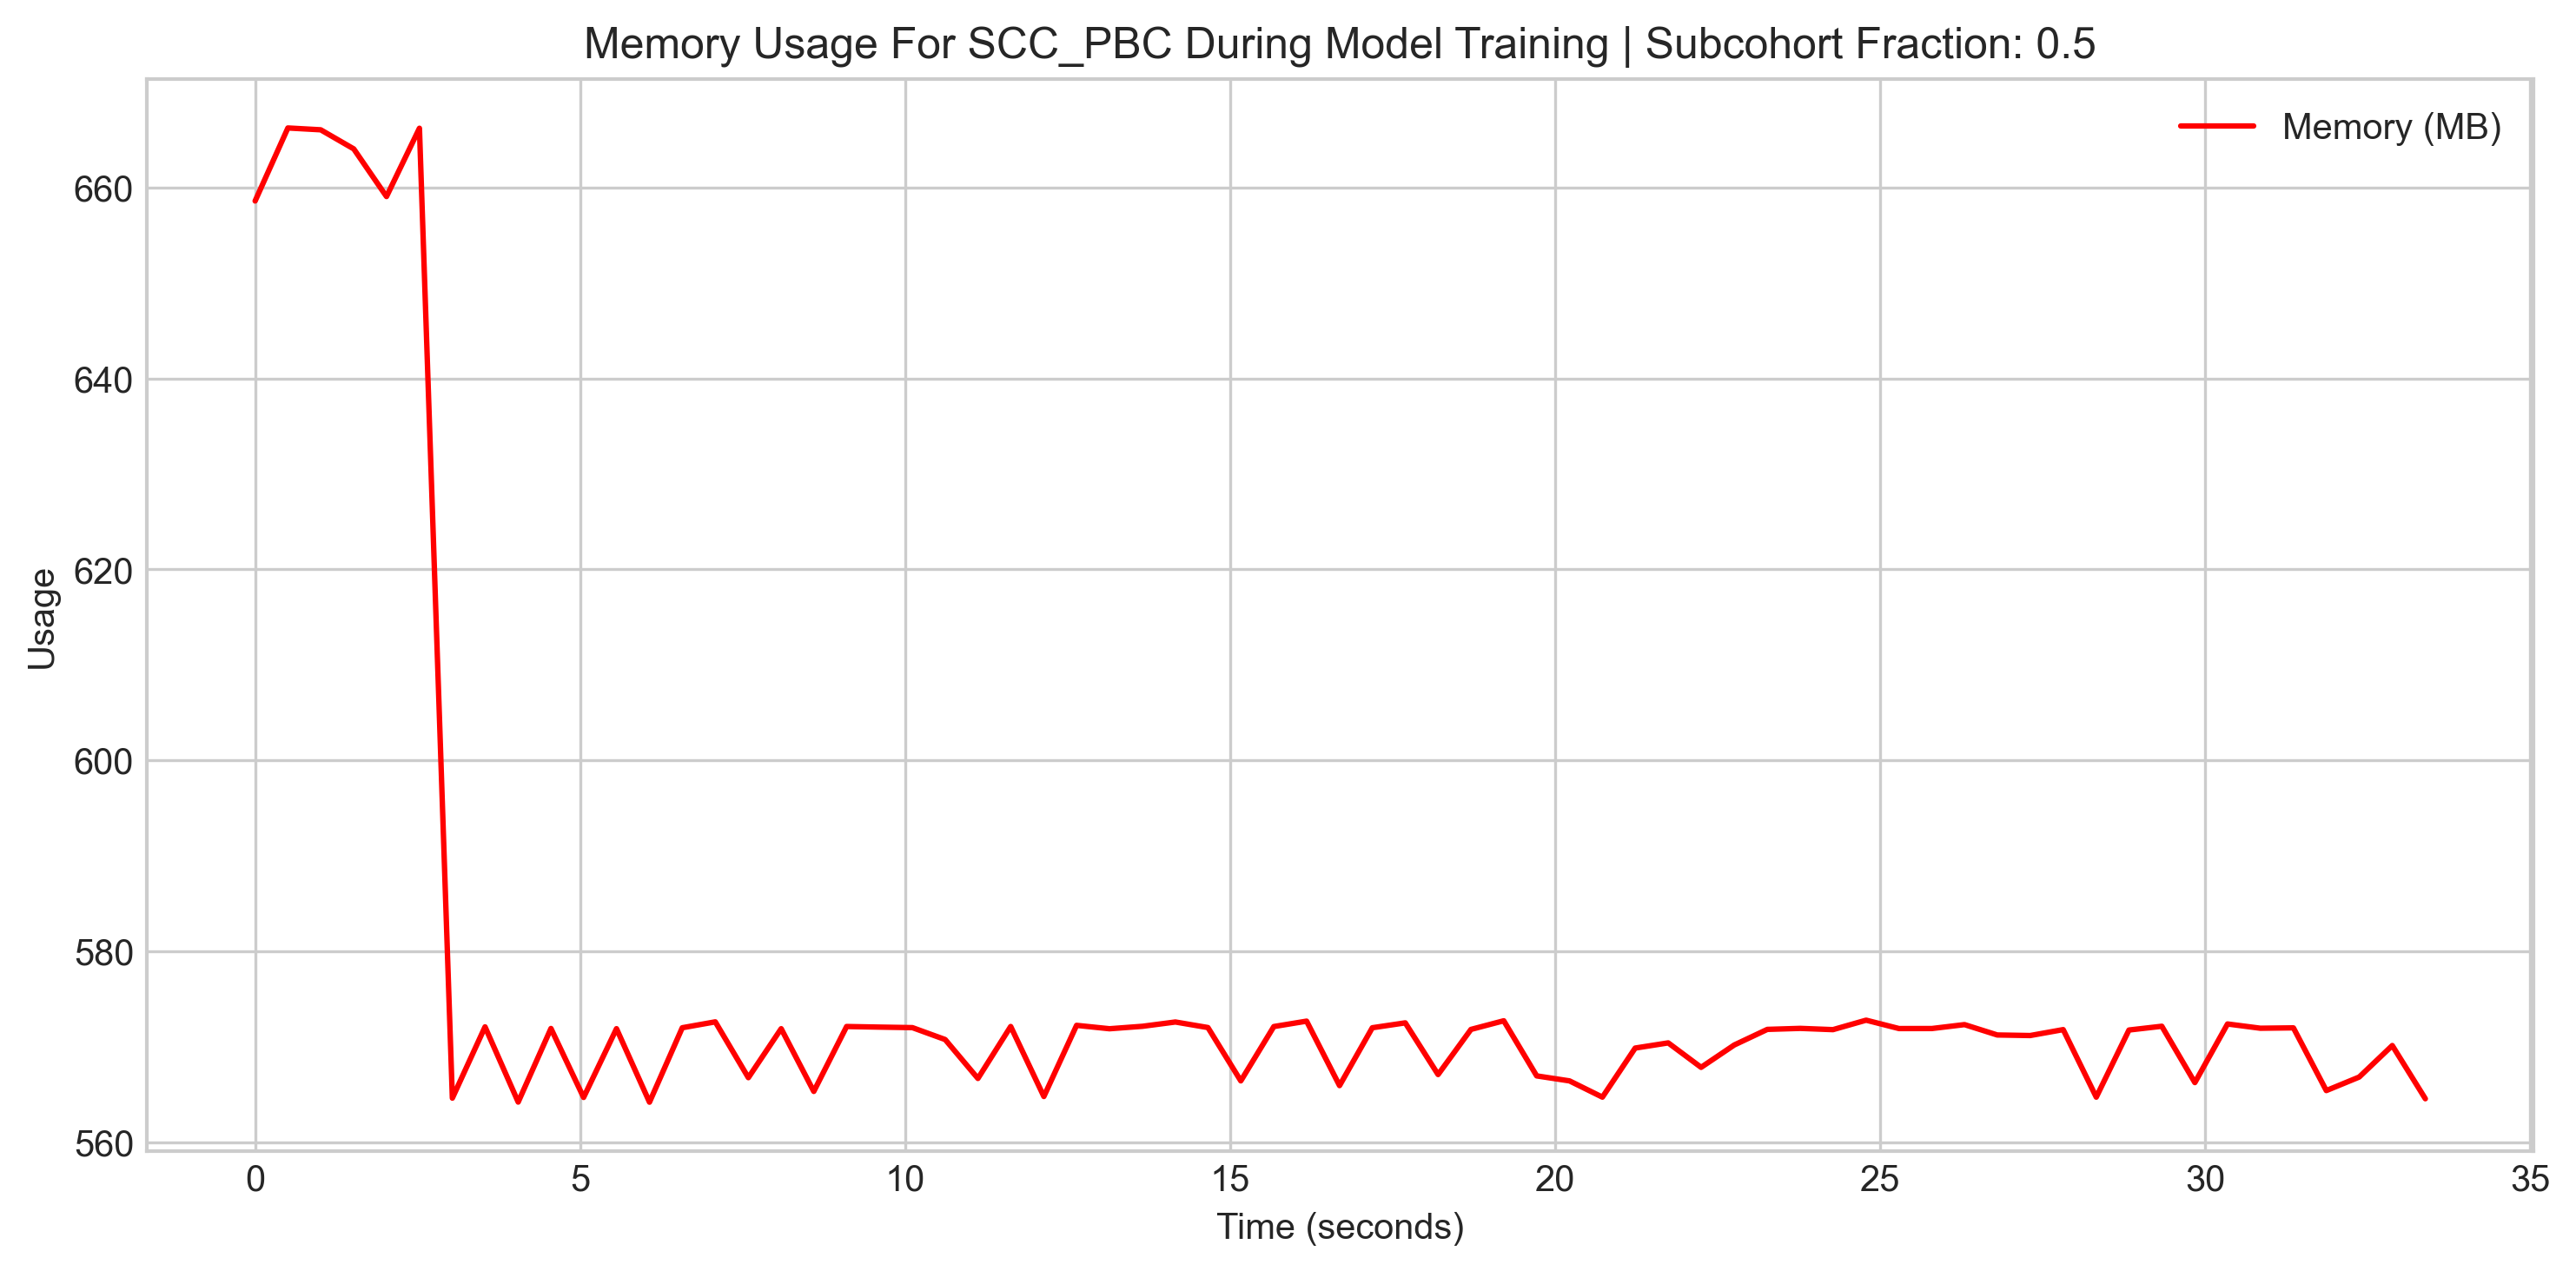 Memory Usage For SCC_PBC During Model Training | Subcohort Fraction: 0.5
Memory (MB)
660
640
620
600
580
560
Usage
0 5 10 15 20 25 30 35
Time (seconds)